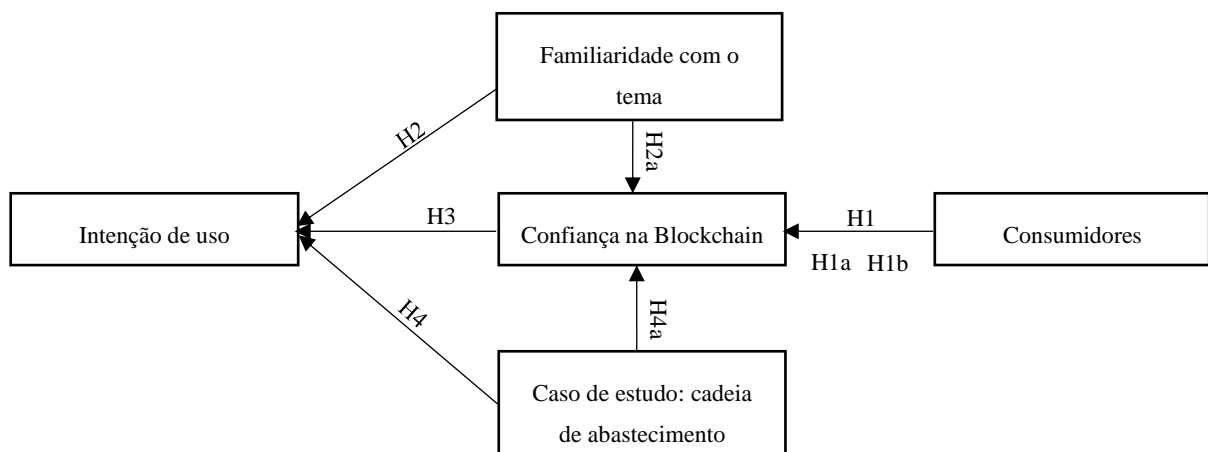 Familiaridade com o
tema
H2
H2a
Intenção de uso
H3
Confiança na Blockchain
H1
H1a H1b
Consumidores
H4
H4a
Caso de estudo: cadeia
de abastecimento